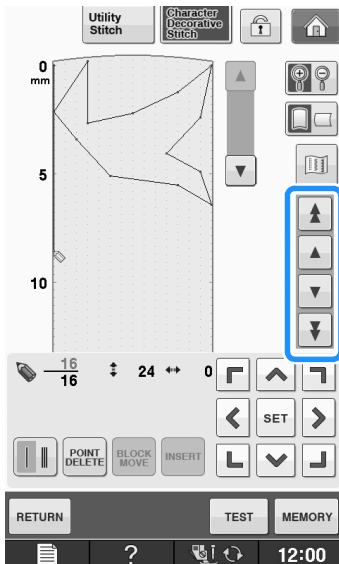 Utility
Stitch
Character
Decorative
Stitch
0
mm
5
10
16
16
24
0
SET
POINT
DELETE
BLOCK
MOVE
INSERT
RETURN
TEST
MEMORY
?
12:00